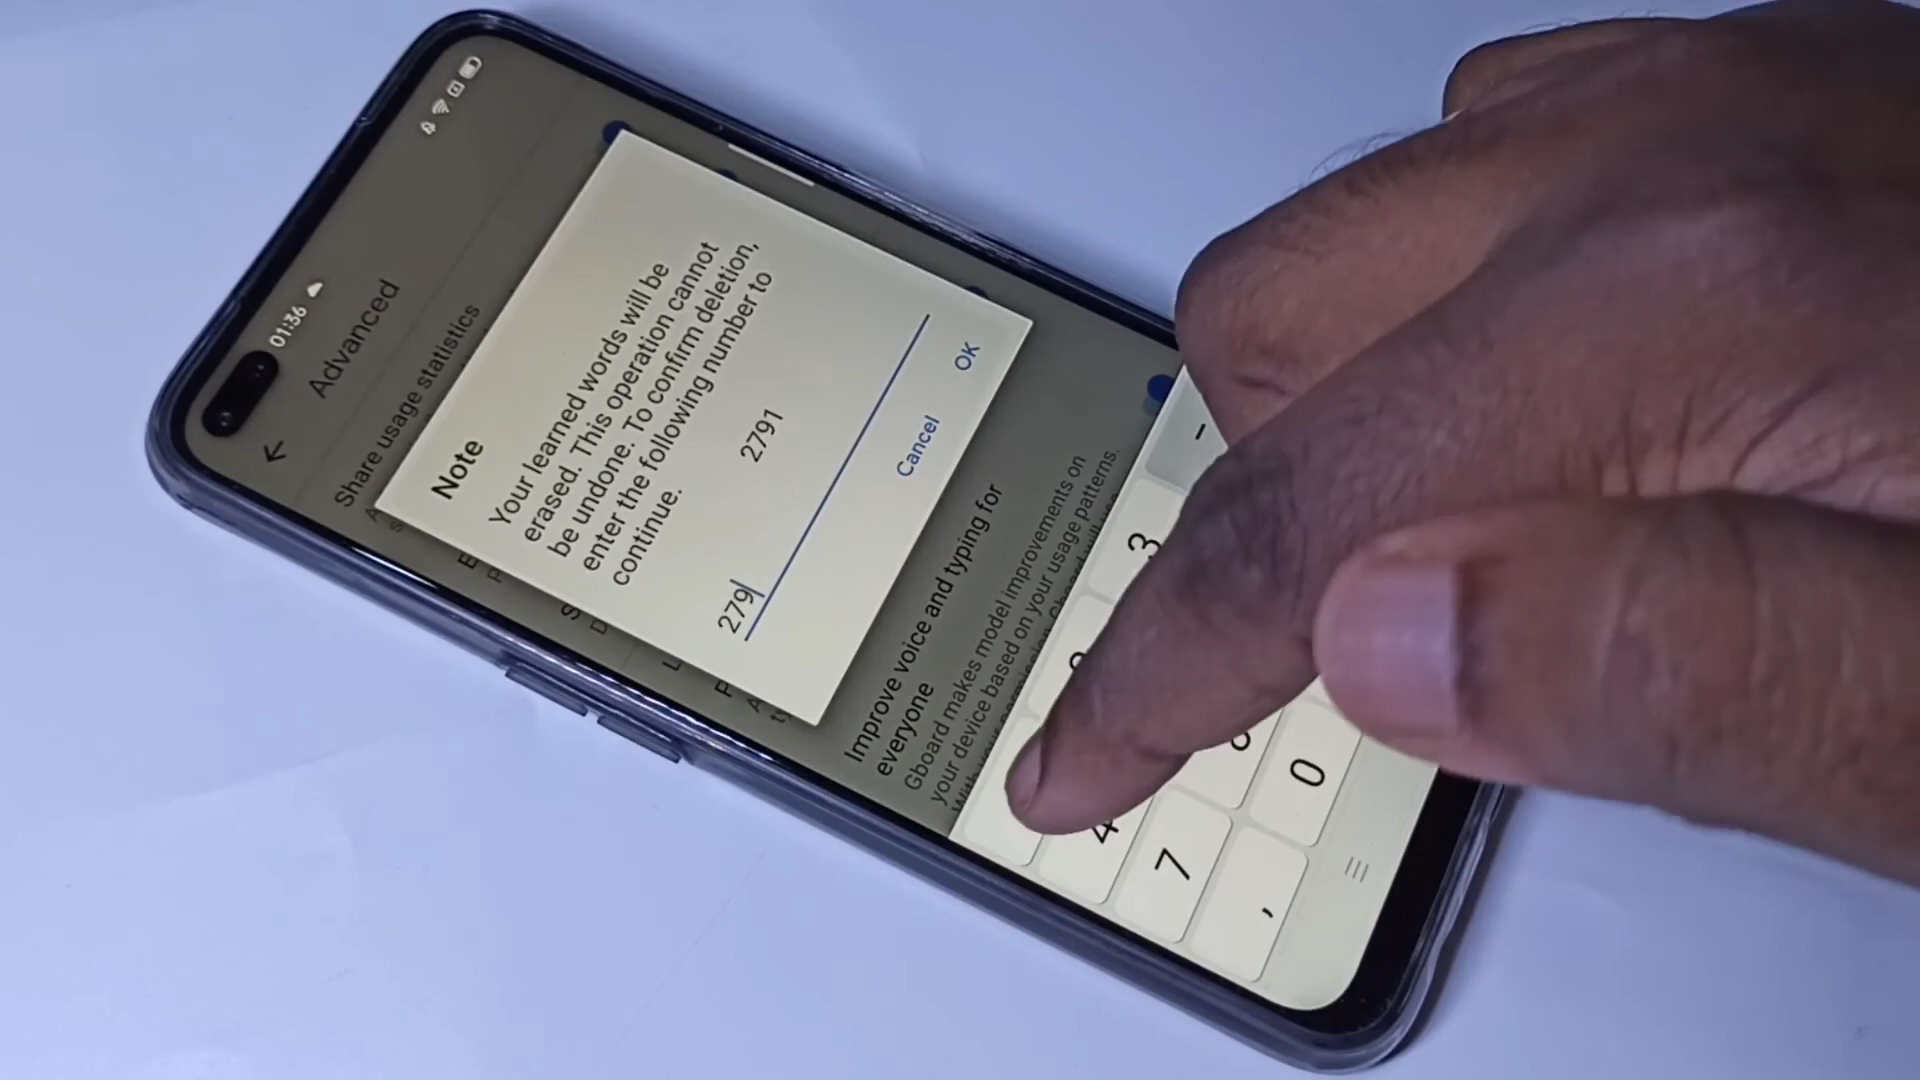 01:36
Advanced
Share usage statistics
Note
Your learned words will be
erased. This operation cannot
be undone. To confirm deletion,
enter the following number to
continue.
2791
279
Cancel OK
Improve voice and typing for
everyone
Gboard makes model improvements on
your device based on your usage patterns.
3 -
4
7 0
,